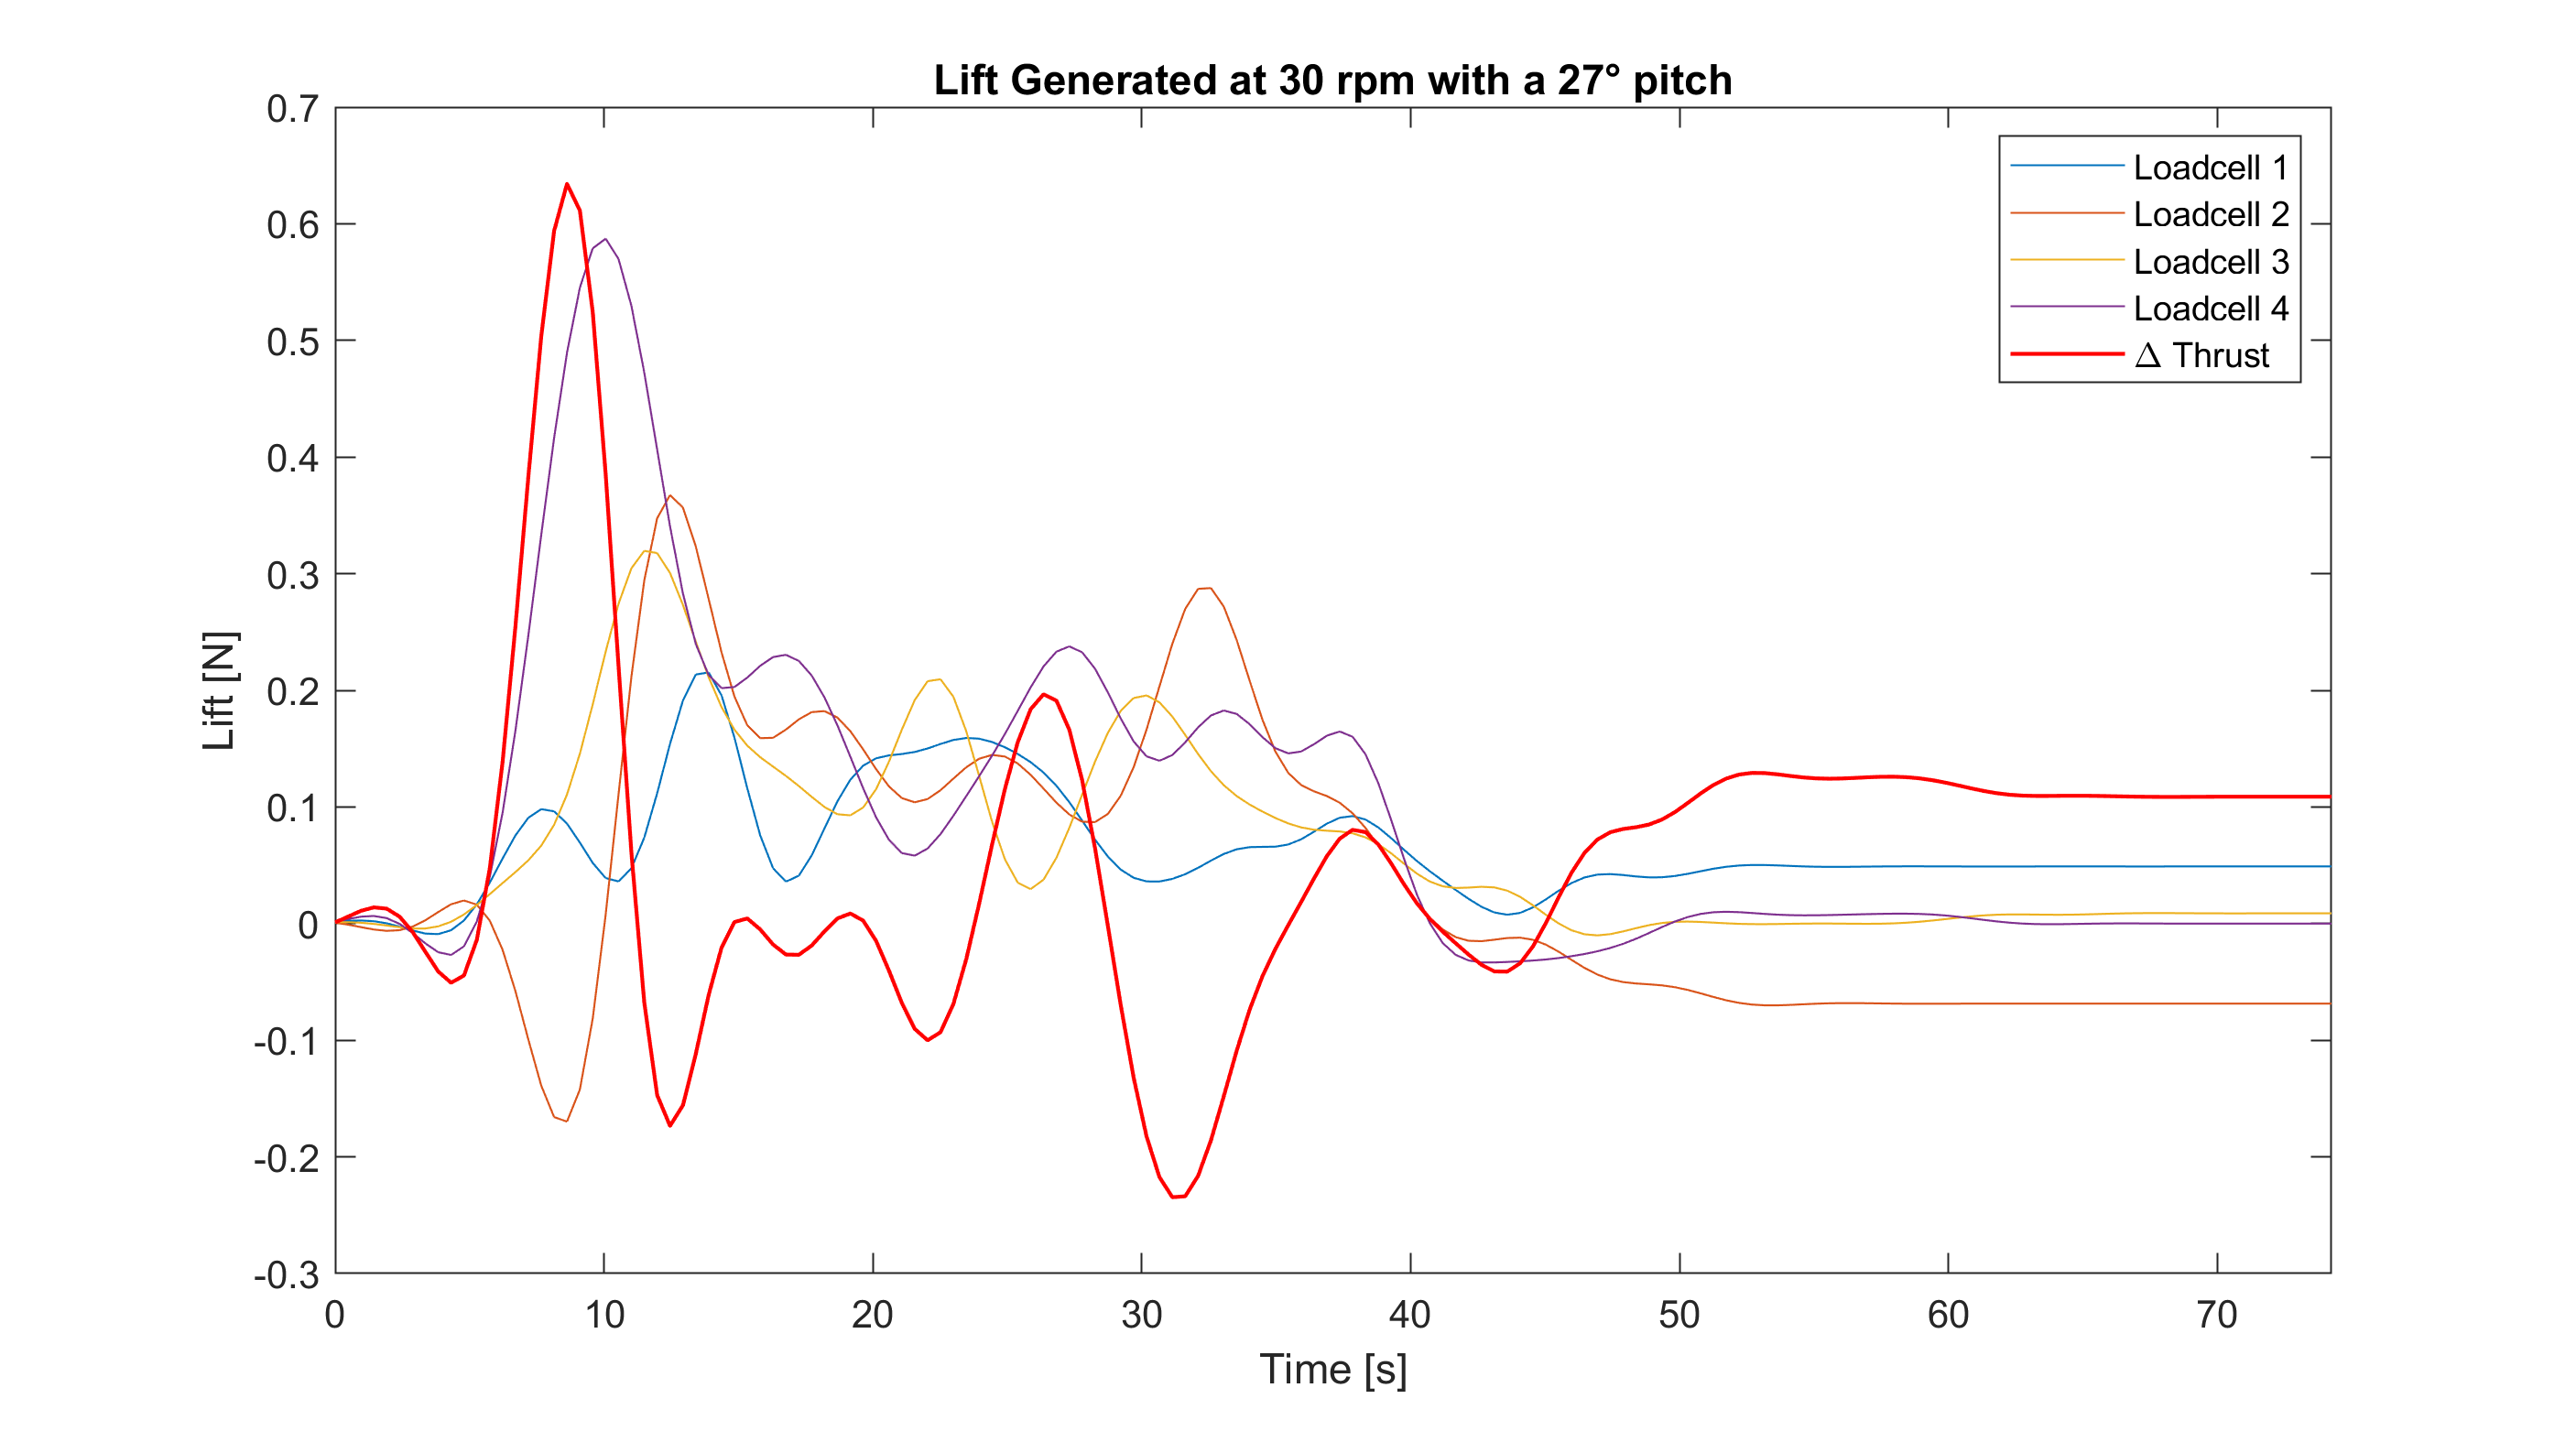 Lift Generated at 30 rpm with a 27° pitch
0.7
0.6
0.5
0.4
0.3
0.2
0.1
0
-0.1
-0.2
-0.3
Lift [N]
Loadcell 1
Loadcell 2
Loadcell 3
Loadcell 4
Δ Thrust
0 10 20 30 40 50 60 70
Time [s]